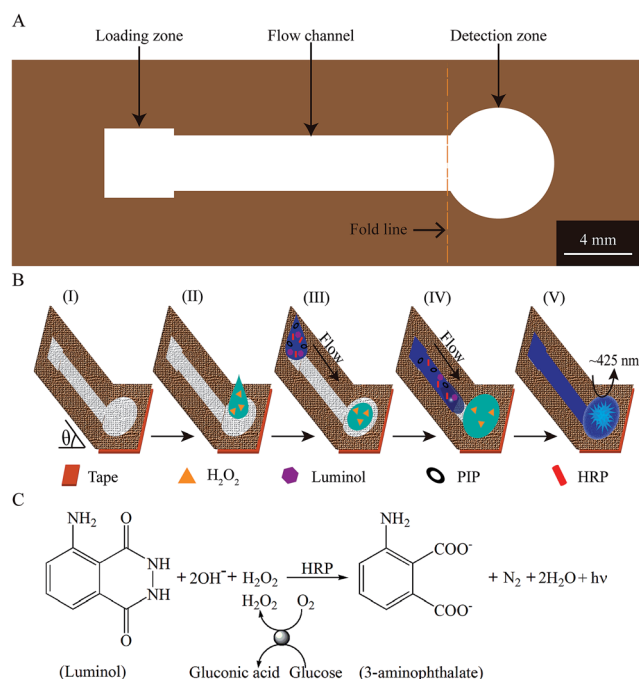 A
Loading zone Flow channel Detection zone
Fold line
4 mm
B
(I) (II) (III) (IV) (V)
Flow Flow ~425 nm
θ
Tape H₂O₂ Luminol PIP HRP
C
NH₂ O NH NH O + 2OH⁻ + H₂O₂ HRP NH₂ COO⁻ COO⁻ + N₂ + 2H₂O + hν
H₂O₂ O₂
Gluconic acid Glucose
(Luminol) (3-aminophthalate)